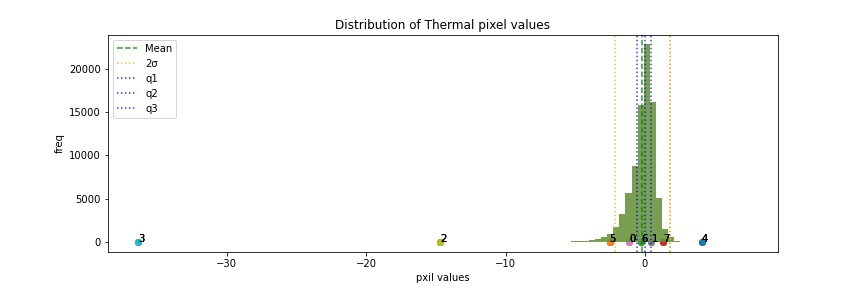 Distribution of Thermal pixel values
Mean
2σ
q1
q2
q3
freq
20000
15000
10000
5000
0
3
2
5
0
6
1
7
4
−30
−20
−10
0
pxil values